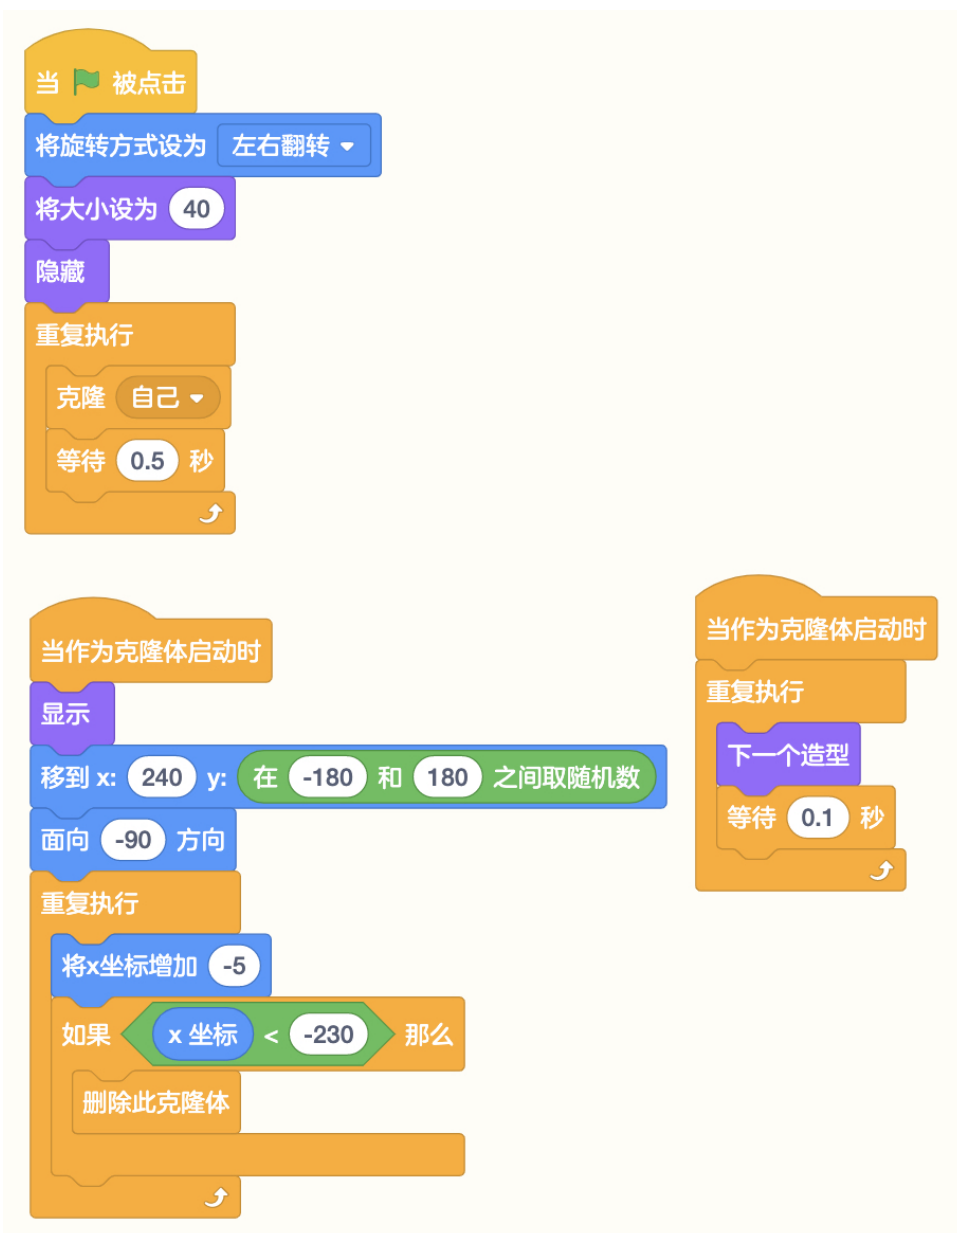 当 被点击
将旋转方式设为 左右翻转
将大小设为 40
隐藏
重复执行
克隆 自己
等待 0.5 秒
当作为克隆体启动时
显示
移到 x: 240 y: 在 -180 和 180 之间取随机数
面向 -90 方向
重复执行
将x坐标增加 -5
如果 x 坐标 < -230 那么
删除此克隆体
当作为克隆体启动时
重复执行
下一个造型
等待 0.1 秒